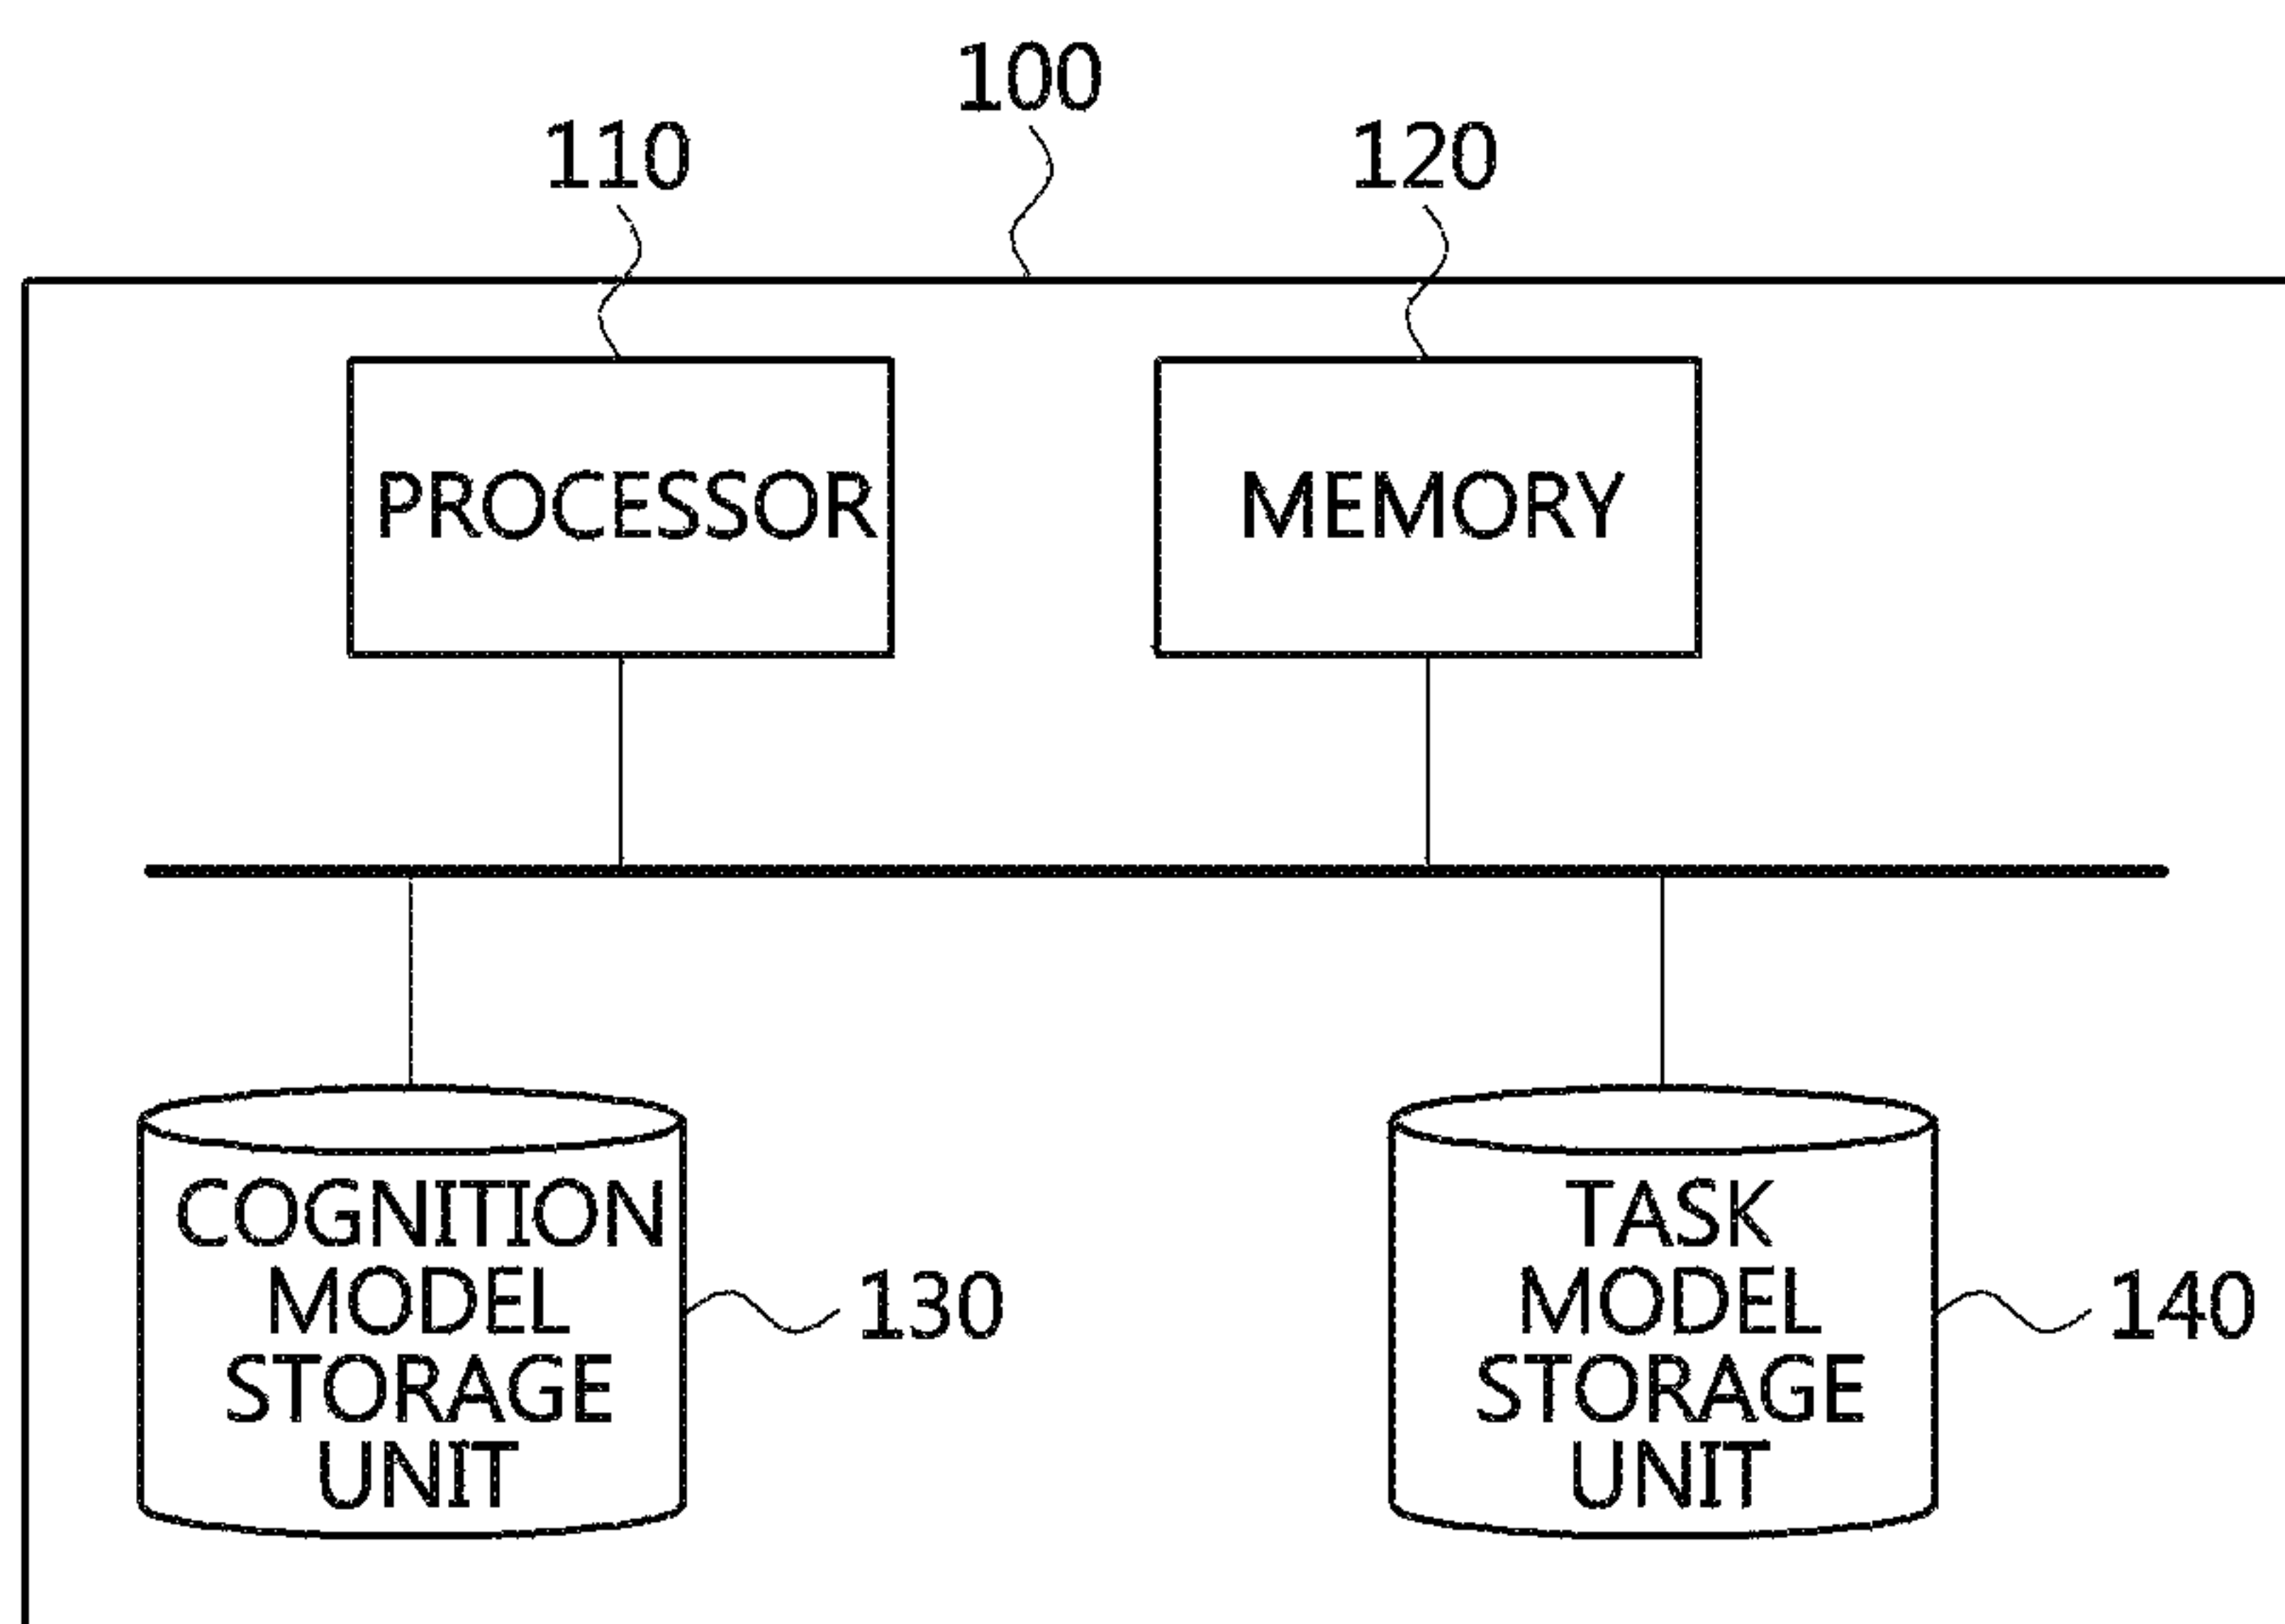 100
110
120
PROCESSOR
MEMORY
COGNITION
MODEL
STORAGE
UNIT
130
TASK
MODEL
STORAGE
UNIT
140